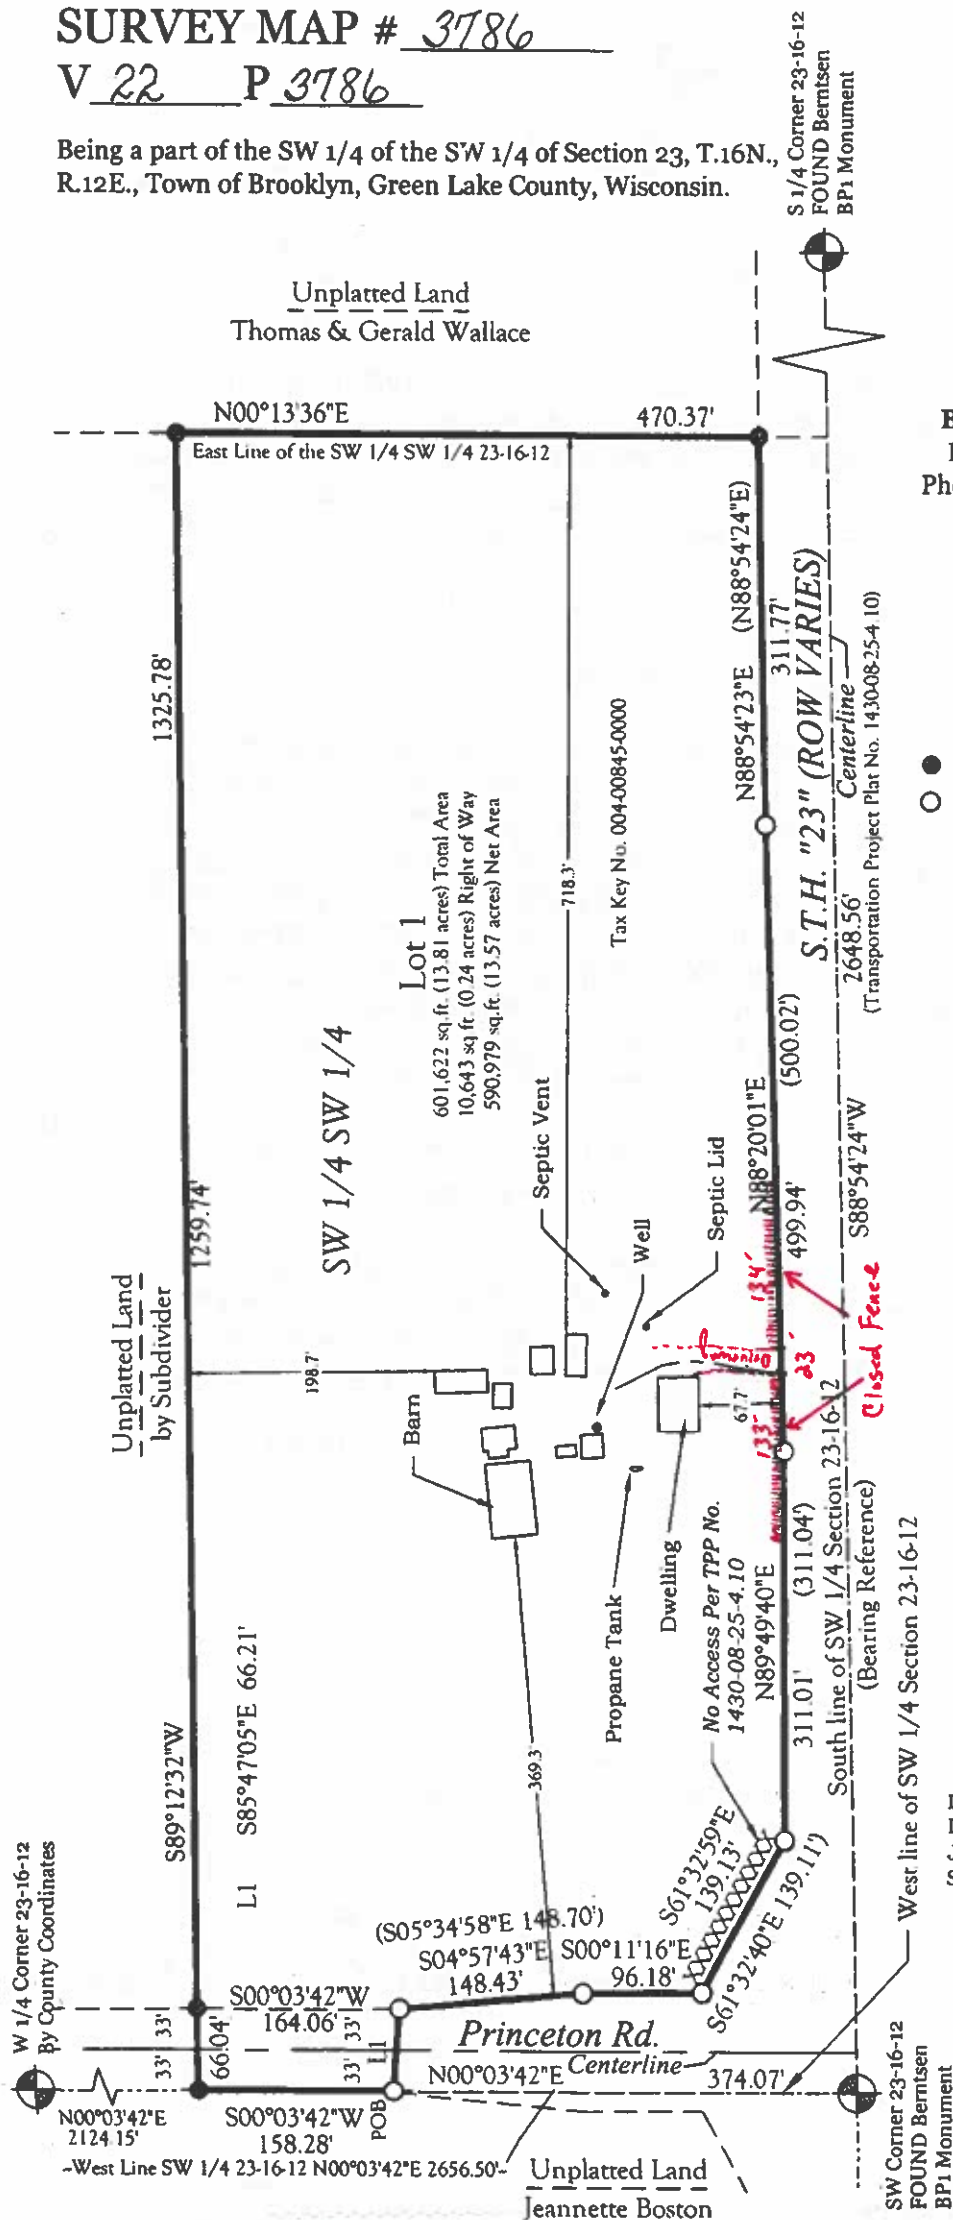 SURVEY MAP # 3786
V 22 P 3786
Being a part of the SW 1/4 of the SW 1/4 of Section 23, T.16N.,
R.12E., Town of Brooklyn, Green Lake County, Wisconsin.
S 1/4 Corner 23-16-12
FOUND Berntsen
BP1 Monument
Unplatted Land
Thomas & Gerald Wallace
N00°13'36"E
470.37'
East Line of the SW 1/4 SW 1/4 23-16-12
1325.78'
1259.74'
S89°12'32"W
Unplatted Land
by Subdivider
SW 1/4 SW 1/4
Lot 1
601,622 sq.ft. (13.81 acres) Total Area
10,643 sq.ft. (0.24 acres) Right of Way
590,979 sq.ft. (13.57 acres) Net Area
718.3'
Tax Key No. 004-00845-0000
N88°54'23"E (N88°54'24"E)
311.77'
S.T.H. "23" (ROW VARIES)
Centerline
2648.56'
(Transportation Project Plat No. 1430-08-25-4.10)
N88°20'01"E
(500.02')
499.94'
S88°54'24"W
Septic Vent
Septic Lid
Well
198.7'
Barn
Driveway
134'
23'
133'
67.7'
Closed Fence
Propane Tank
Dwelling
369.3'
No Access Per TPP No.
1430-08-25-4.10
N89°49'40"E
311.01' (311.04')
South line of SW 1/4 Section 23-16-12
(Bearing Reference)
West line of SW 1/4 Section 23-16-12
L1 S85°47'05"E 66.21'
W 1/4 Corner 23-16-12
By County Coordinates
(S05°34'58"E 148.70')
S04°57'43"E
148.43'
S00°11'16"E
96.18'
S61°32'59"E
139.13'
S61°32'40"E 139.11')
S00°03'42"W
164.06'
33' 33'
66.04'
33' 33'
L1
Princeton Rd.
Centerline
N00°03'42"E
374.07'
N00°03'42"E
2124.15'
S00°03'42"W
158.28'
POB
-West Line SW 1/4 23-16-12 N00°03'42"E 2656.50'-
Unplatted Land
Jeannette Boston
SW Corner 23-16-12
FOUND Berntsen
BP1 Monument